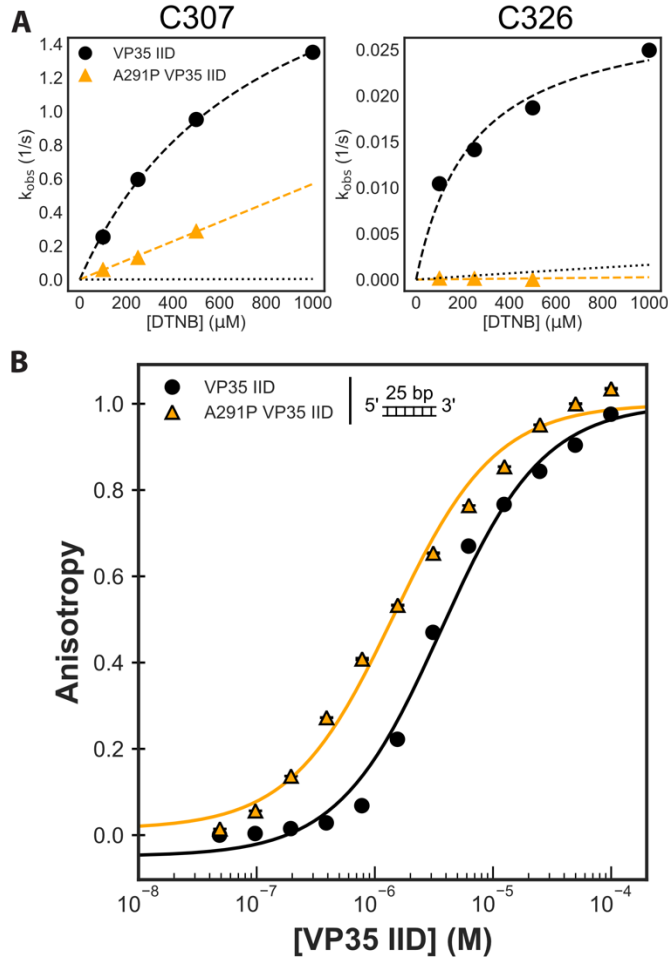 A
C307
C326
VP35 IID
A291P VP35 IID
k_obs (1/s)
1.4
1.2
1.0
0.8
0.6
0.4
0.2
0.0
0 200 400 600 800 1000
[DTNB] (µM)
k_obs (1/s)
0.025
0.020
0.015
0.010
0.005
0.000
0 200 400 600 800 1000
[DTNB] (µM)
B
VP35 IID
A291P VP35 IID
25 bp
5' 3'
Anisotropy
1.0
0.8
0.6
0.4
0.2
0.0
10⁻⁸ 10⁻⁷ 10⁻⁶ 10⁻⁵ 10⁻⁴
[VP35 IID] (M)